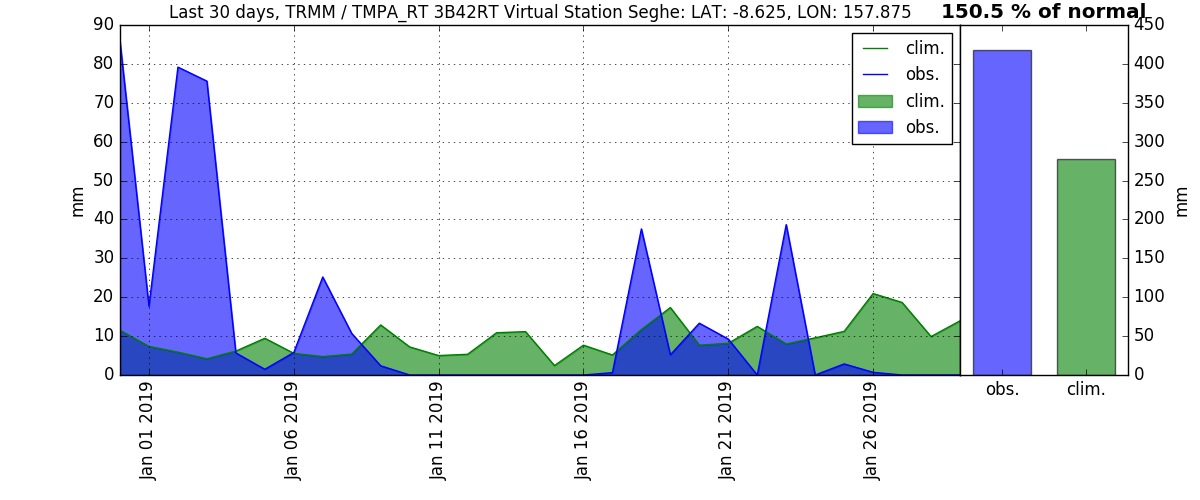 Last 30 days, TRMM / TMPA_RT 3B42RT Virtual Station Seghe: LAT: -8.625, LON: 157.875
150.5 % of normal
90
80
70
60
50
40
30
20
10
0
mm
clim.
obs.
clim.
obs.
Jan 01 2019
Jan 06 2019
Jan 11 2019
Jan 16 2019
Jan 21 2019
Jan 26 2019
450
400
350
300
250
200
150
100
50
0
mm
obs.
clim.